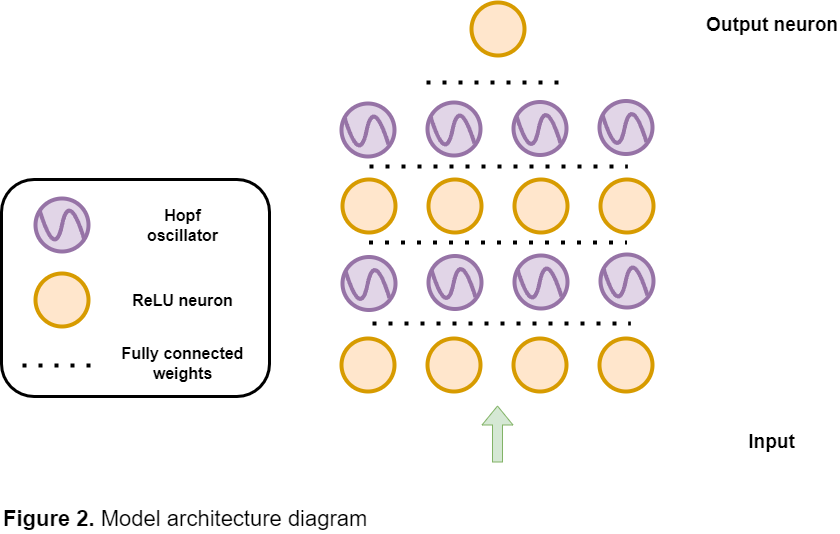 Output neuron
Hopf
oscillator
ReLU neuron
Fully connected
weights
Input
Figure 2. Model architecture diagram